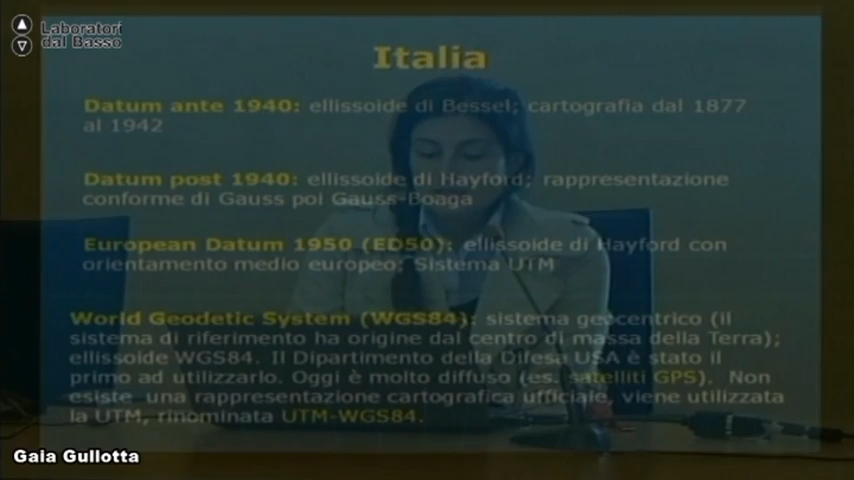 Laboratori
dal Basso
Italia
Datum ante 1940: ellissoide di Bessel; cartografia dal 1877
al 1942
Datum post 1940: ellissoide di Hayford; rappresentazione
conforme di Gauss poi Gauss-Boaga
European Datum 1950 (ED50): ellissoide di Hayford con
orientamento medio europeo; Sistema UTM
World Geodetic System (WGS84): sistema geocentrico (il
sistema di riferimento ha origine dal centro di massa della Terra);
ellissoide WGS84. Il Dipartimento della Difesa USA è stato il
primo ad utilizzarlo. Oggi è molto diffuso (es. satelliti GPS). Non
esiste una rappresentazione cartografica ufficiale, viene utilizzata
la UTM, rinominata UTM-WGS84.
Gaia Gullotta